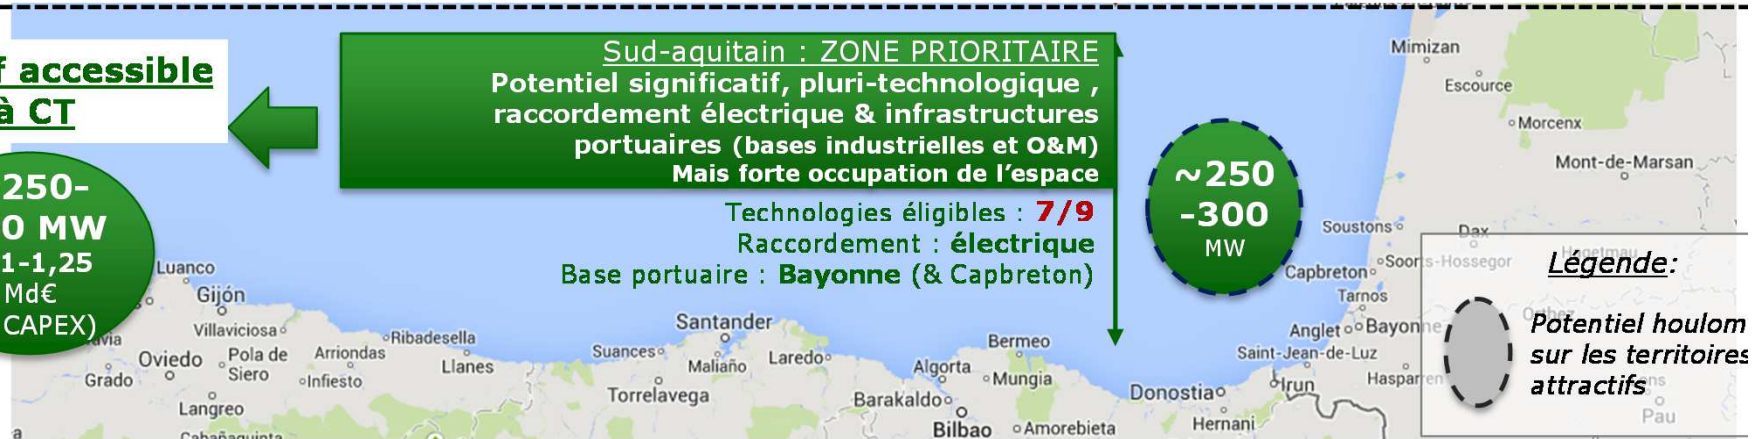 f accessible
à CT
250-
0 MW
1-1,25
Md€
CAPEX)
Sud-aquitain : ZONE PRIORITAIRE
Potentiel significatif, pluri-technologique ,
raccordement électrique & infrastructures
portuaires (bases industrielles et O&M)
Mais forte occupation de l’espace
Technologies éligibles : 7/9
Raccordement : électrique
Base portuaire : Bayonne (& Capbreton)
~250
-300
MW
Mimizan
Escource
Morcenx
Mont-de-Marsan
Soustons
Dax
Hagetmau
Capbreton
Soorts-Hossegor
Tarnos
Orthez
Anglet
Bayonne
Saint-Jean-de-Luz
Hasparren
Pau
Légende:
Potentiel houlom
sur les territoires
attractifs
Luanco
Gijón
Villaviciosa
Ribadesella
Oviedo
Pola de
Siero
Arriondas
Llanes
Grado
Infiesto
Langreo
Cabañaquinta
Santander
Suances
Maliaño
Laredo
Torrelavega
Bermeo
Algorta
Mungia
Barakaldo
Bilbao
Amorebieta
Donostia
Irun
Hernani